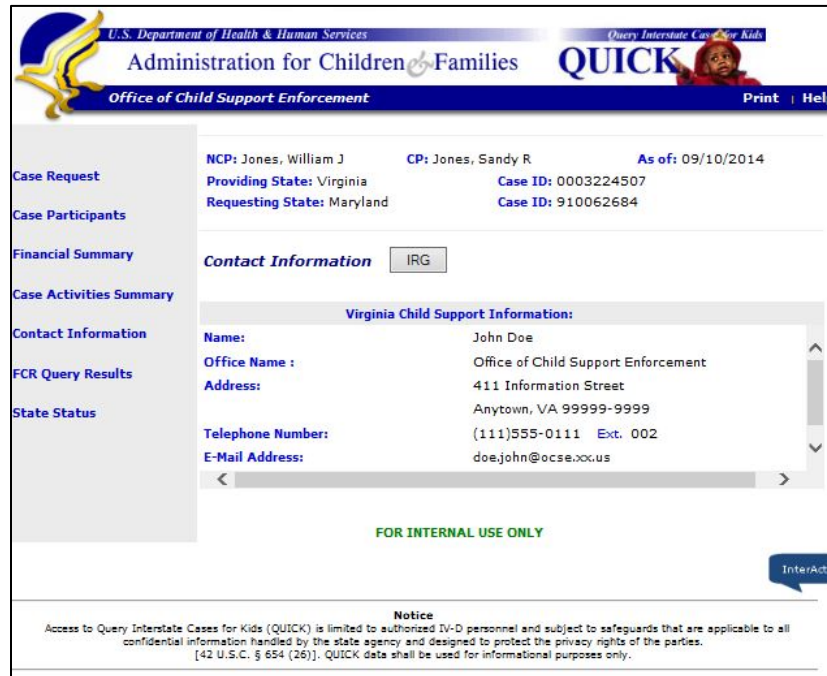 U.S. Department of Health & Human Services
Query Interstate Cases for Kids
Administration for Children & Families
QUICK
Office of Child Support Enforcement
Print | Hel
NCP: Jones, William J CP: Jones, Sandy R As of: 09/10/2014
Providing State: Virginia Case ID: 0003224507
Requesting State: Maryland Case ID: 910062684
Case Request
Case Participants
Financial Summary
Case Activities Summary
Contact Information
FCR Query Results
State Status
Contact Information IRG
Virginia Child Support Information:
Name: John Doe
Office Name : Office of Child Support Enforcement
Address: 411 Information Street
Anytown, VA 99999-9999
Telephone Number: (111)555-0111 Ext. 002
E-Mail Address: doe.john@ocse.xx.us
FOR INTERNAL USE ONLY
InterAct
Notice
Access to Query Interstate Cases for Kids (QUICK) is limited to authorized IV-D personnel and subject to safeguards that are applicable to all
confidential information handled by the state agency and designed to protect the privacy rights of the parties.
[42 U.S.C. § 654 (26)]. QUICK data shall be used for informational purposes only.